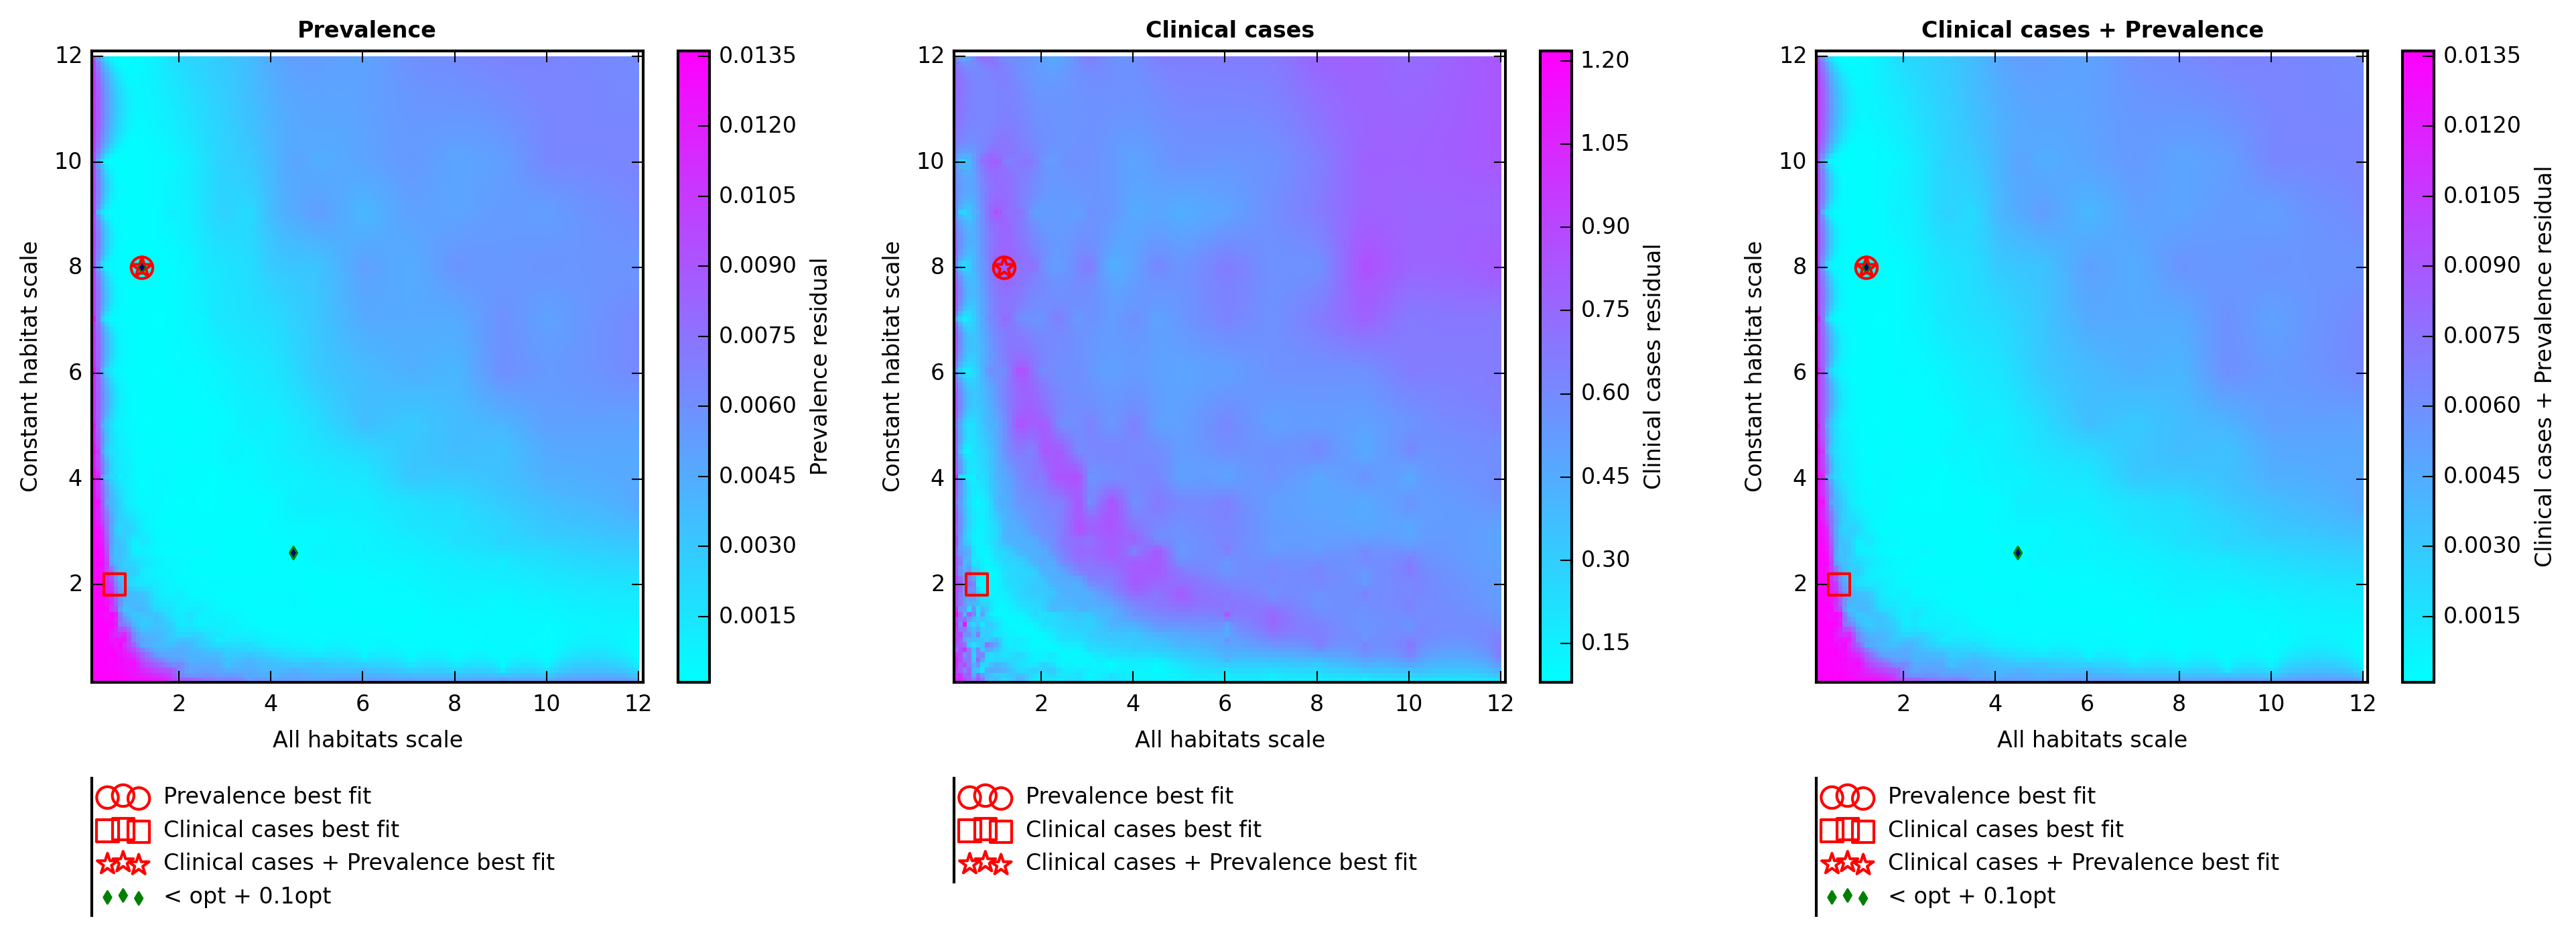 Prevalence
12
10
8
6
4
2
Constant habitat scale
2 4 6 8 10 12
All habitats scale
0.0135
0.0120
0.0105
0.0090
0.0075
0.0060
0.0045
0.0030
0.0015
Prevalence residual
Prevalence best fit
Clinical cases best fit
Clinical cases + Prevalence best fit
< opt + 0.1opt
Clinical cases
12
10
8
6
4
2
Constant habitat scale
2 4 6 8 10 12
All habitats scale
1.20
1.05
0.90
0.75
0.60
0.45
0.30
0.15
Clinical cases residual
Prevalence best fit
Clinical cases best fit
Clinical cases + Prevalence best fit
Clinical cases + Prevalence
12
10
8
6
4
2
Constant habitat scale
2 4 6 8 10 12
All habitats scale
0.0135
0.0120
0.0105
0.0090
0.0075
0.0060
0.0045
0.0030
0.0015
Clinical cases + Prevalence residual
Prevalence best fit
Clinical cases best fit
Clinical cases + Prevalence best fit
< opt + 0.1opt